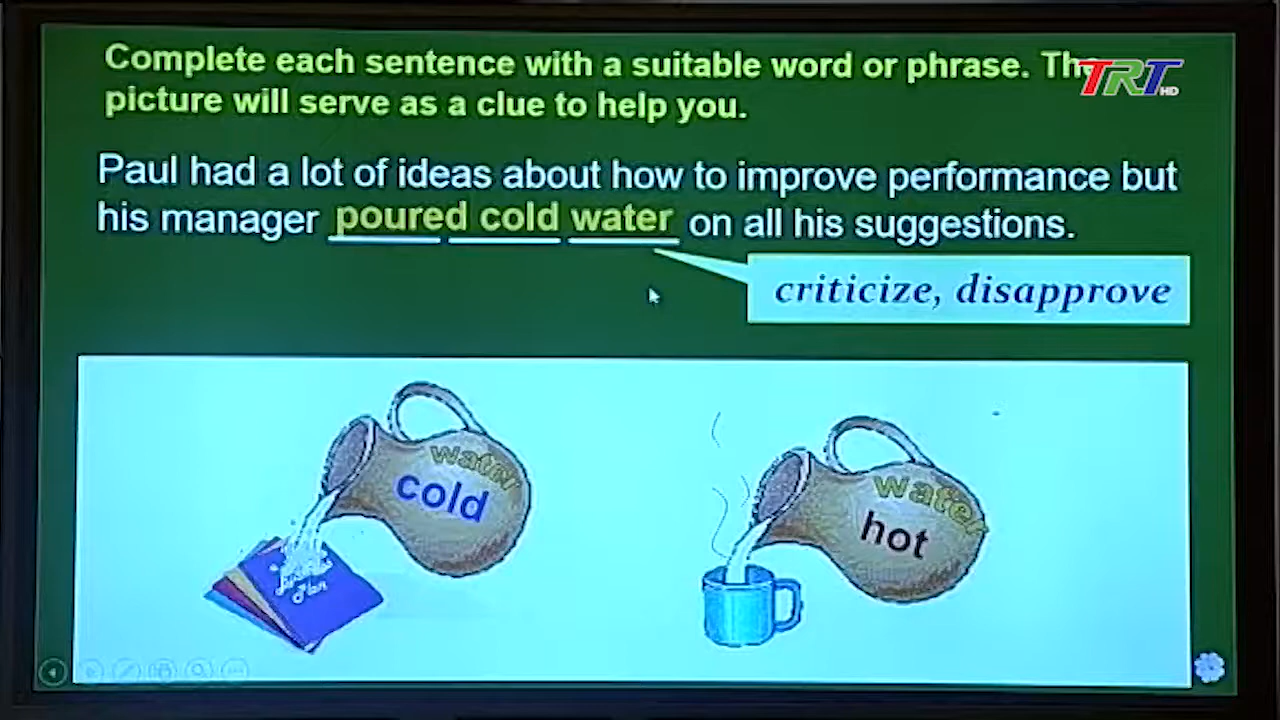 Complete each sentence with a suitable word or phrase. The
TRT HD
picture will serve as a clue to help you.
Paul had a lot of ideas about how to improve performance but
his manager poured cold water on all his suggestions.
criticize, disapprove
water
cold
water
hot
Plan